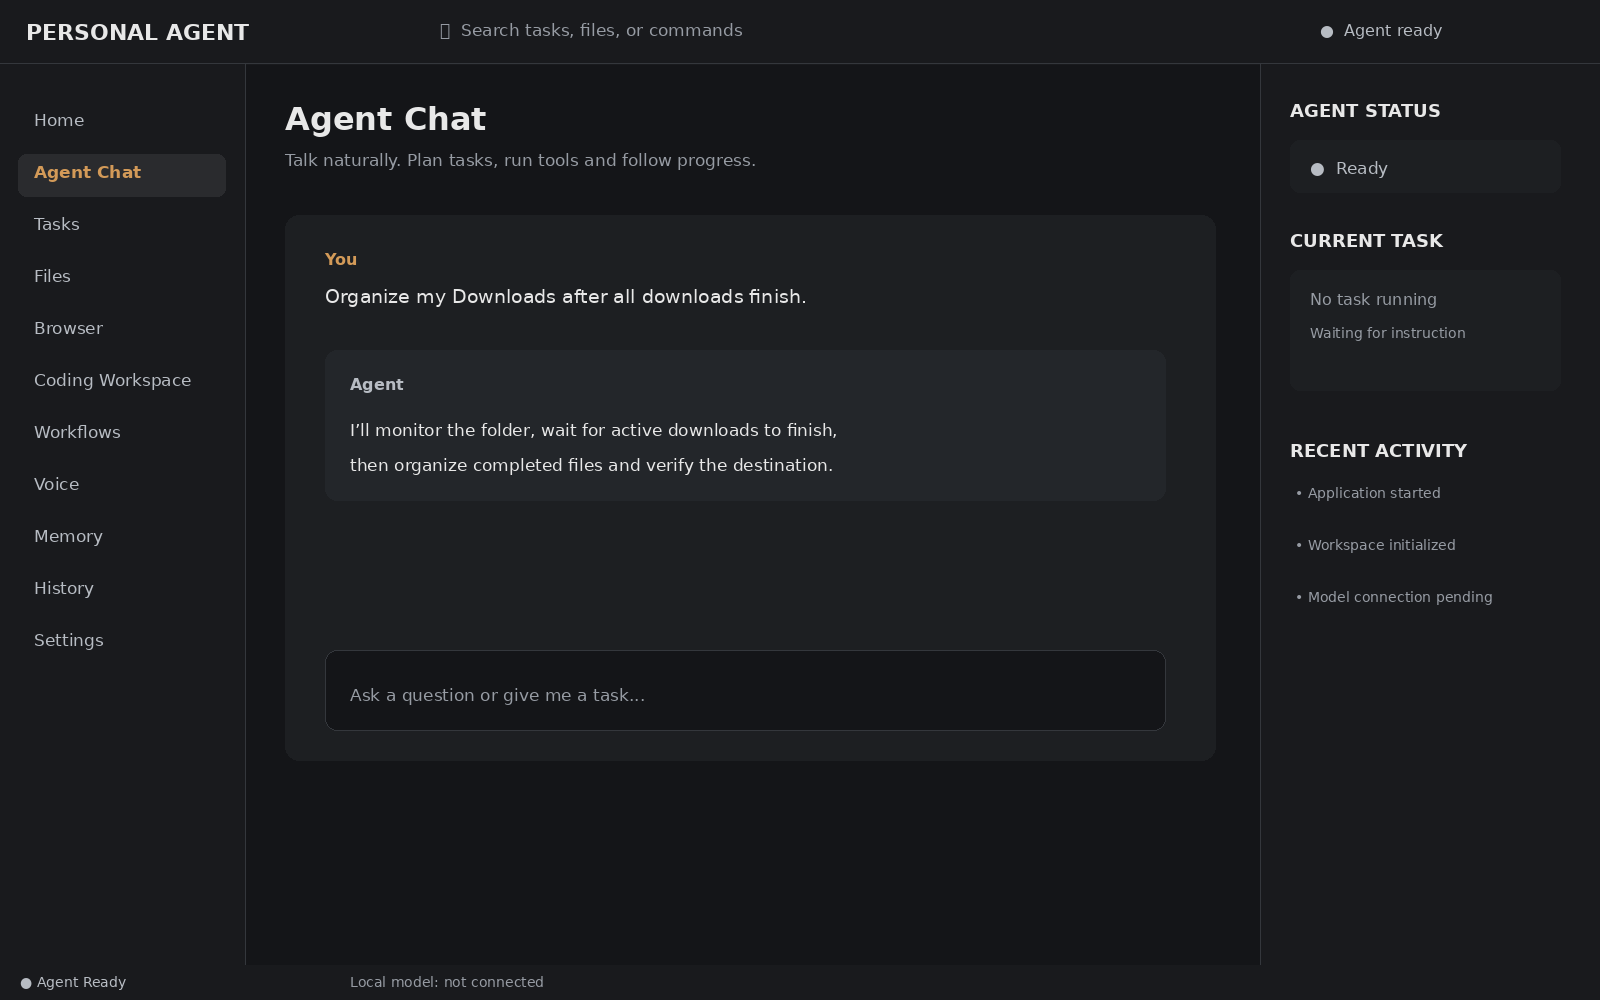 PERSONAL AGENT
Search tasks, files, or commands
● Agent ready
Home
Agent Chat
Tasks
Files
Browser
Coding Workspace
Workflows
Voice
Memory
History
Settings
Agent Chat
Talk naturally. Plan tasks, run tools and follow progress.
You
Organize my Downloads after all downloads finish.
Agent
I’ll monitor the folder, wait for active downloads to finish,
then organize completed files and verify the destination.
Ask a question or give me a task...
AGENT STATUS
● Ready
CURRENT TASK
No task running
Waiting for instruction
RECENT ACTIVITY
• Application started
• Workspace initialized
• Model connection pending
● Agent Ready
Local model: not connected